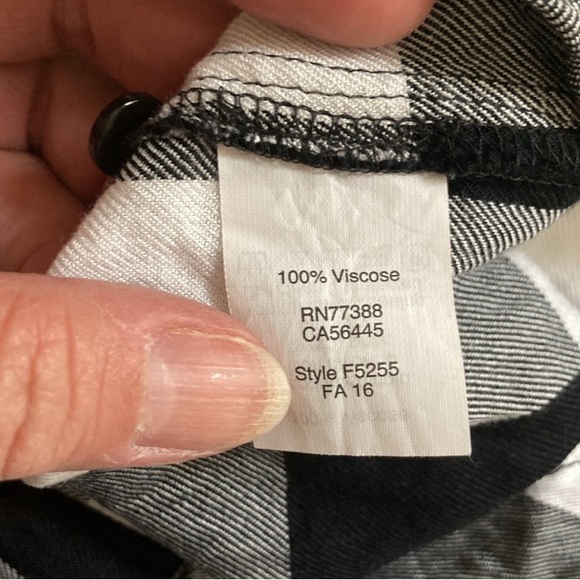 100% Viscose
RN77388
CA56445
Style F5255
FA 16